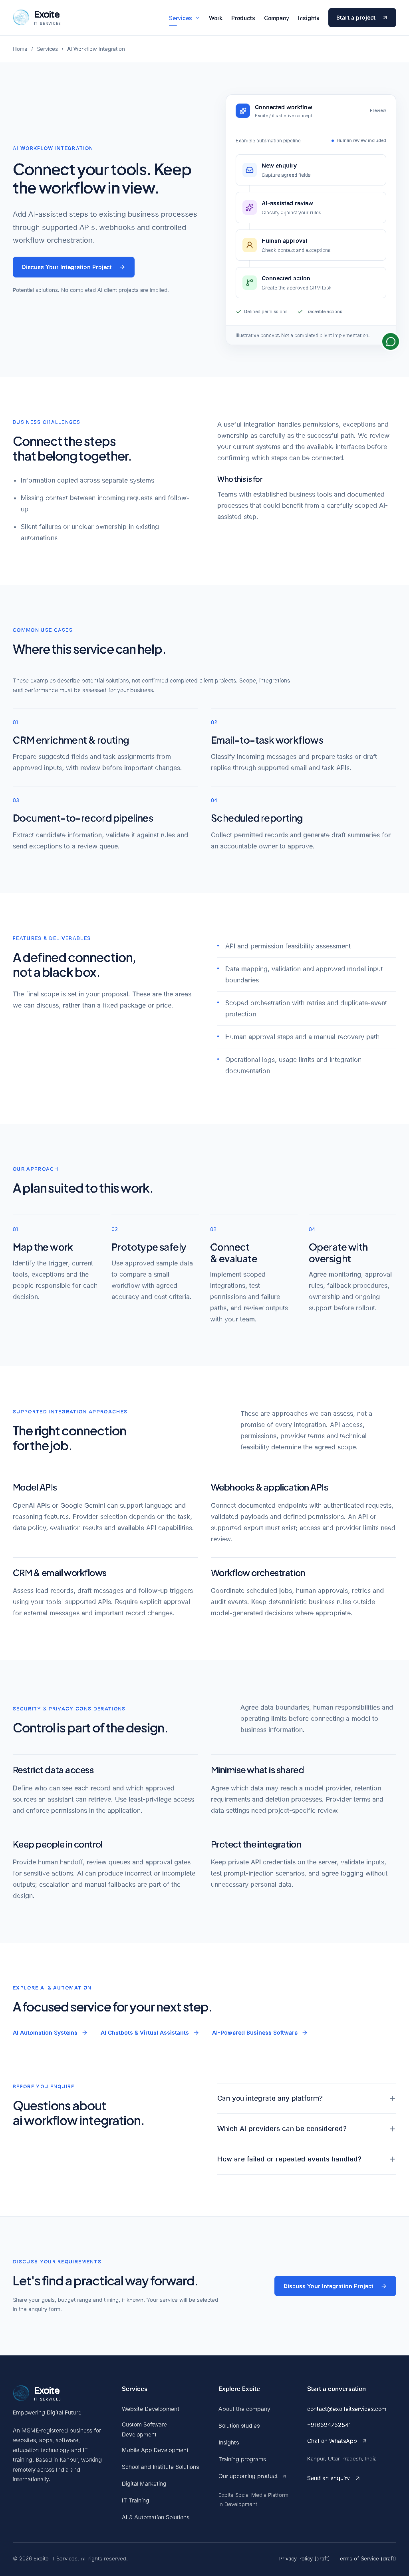 Exoite
IT SERVICES
Services
Work
Products
Company
Insights
Start a project
Home / Services / AI Workflow Integration
AI WORKFLOW INTEGRATION
Connect your tools. Keep
the workflow in view.
Add AI-assisted steps to existing business processes
through supported APIs, webhooks and controlled
workflow orchestration.
Discuss Your Integration Project
Potential solutions. No completed AI client projects are implied.
Connected workflow
Exoite / illustrative concept
Preview
Example automation pipeline
Human review included
New enquiry
Capture agreed fields
AI-assisted review
Classify against your rules
Human approval
Check context and exceptions
Connected action
Create the approved CRM task
Defined permissions
Traceable actions
Illustrative concept. Not a completed client implementation.
BUSINESS CHALLENGES
Connect the steps
that belong together.
Information copied across separate systems
Missing context between incoming requests and follow-
up
Silent failures or unclear ownership in existing
automations
A useful integration handles permissions, exceptions and
ownership as carefully as the successful path. We review
your current systems and the available interfaces before
confirming which steps can be connected.
Who this is for
Teams with established business tools and documented
processes that could benefit from a carefully scoped AI-
assisted step.
COMMON USE CASES
Where this service can help.
These examples describe potential solutions, not confirmed completed client projects. Scope, integrations
and performance must be assessed for your business.
01
CRM enrichment & routing
Prepare suggested fields and task assignments from
approved inputs, with review before important changes.
02
Email-to-task workflows
Classify incoming messages and prepare tasks or draft
replies through supported email and task APIs.
03
Document-to-record pipelines
Extract candidate information, validate it against rules and
send exceptions to a review queue.
04
Scheduled reporting
Collect permitted records and generate draft summaries for
an accountable owner to approve.
FEATURES & DELIVERABLES
A defined connection,
not a black box.
The final scope is set in your proposal. These are the areas
we can discuss, rather than a fixed package or price.
API and permission feasibility assessment
Data mapping, validation and approved model input
boundaries
Scoped orchestration with retries and duplicate-event
protection
Human approval steps and a manual recovery path
Operational logs, usage limits and integration
documentation
OUR APPROACH
A plan suited to this work.
01
Map the work
Identify the trigger, current
tools, exceptions and the
people responsible for each
decision.
02
Prototype safely
Use approved sample data
to compare a small
workflow with agreed
accuracy and cost criteria.
03
Connect
& evaluate
Implement scoped
integrations, test
permissions and failure
paths, and review outputs
with your team.
04
Operate with
oversight
Agree monitoring, approval
rules, fallback procedures,
ownership and ongoing
support before rollout.
SUPPORTED INTEGRATION APPROACHES
The right connection
for the job.
These are approaches we can assess, not a
promise of every integration. API access,
permissions, provider terms and technical
feasibility determine the agreed scope.
Model APIs
OpenAI APIs or Google Gemini can support language and
reasoning features. Provider selection depends on the task,
data policy, evaluation results and available API capabilities.
Webhooks & application APIs
Connect documented endpoints with authenticated requests,
validated payloads and defined permissions. An API or
supported export must exist; access and provider limits need
review.
CRM & email workflows
Assess lead records, draft messages and follow-up triggers
using your tools' supported APIs. Require explicit approval
for external messages and important record changes.
Workflow orchestration
Coordinate scheduled jobs, human approvals, retries and
audit events. Keep deterministic business rules outside
model-generated decisions where appropriate.
SECURITY & PRIVACY CONSIDERATIONS
Control is part of the design.
Agree data boundaries, human responsibilities and
operating limits before connecting a model to
business information.
Restrict data access
Define who can see each record and which approved
sources an assistant can retrieve. Use least-privilege access
and enforce permissions in the application.
Minimise what is shared
Agree which data may reach a model provider, retention
requirements and deletion processes. Provider terms and
data settings need project-specific review.
Keep people in control
Provide human handoff, review queues and approval gates
for sensitive actions. AI can produce incorrect or incomplete
outputs; escalation and manual fallbacks are part of the
design.
Protect the integration
Keep private API credentials on the server, validate inputs,
test prompt-injection scenarios, and agree logging without
unnecessary personal data.
EXPLORE AI & AUTOMATION
A focused service for your next step.
AI Automation Systems
AI Chatbots & Virtual Assistants
AI-Powered Business Software
BEFORE YOU ENQUIRE
Questions about
ai workflow integration.
Can you integrate any platform?
Which AI providers can be considered?
How are failed or repeated events handled?
DISCUSS YOUR REQUIREMENTS
Let's find a practical way forward.
Share your goals, budget range and timing, if known. Your service will be selected
in the enquiry form.
Discuss Your Integration Project
Exoite
IT SERVICES
Empowering Digital Future
An MSME-registered business for
websites, apps, software,
education technology and IT
training. Based in Kanpur, working
remotely across India and
internationally.
Services
Website Development
Custom Software
Development
Mobile App Development
School and Institute Solutions
Digital Marketing
IT Training
AI & Automation Solutions
Explore Exoite
About the company
Solution studies
Insights
Training programs
Our upcoming product
Exoite Social Media Platform
In Development
Start a conversation
contact@exoiteitservices.com
+916394732841
Chat on WhatsApp
Kanpur, Uttar Pradesh, India
Send an enquiry
© 2026 Exoite IT Services. All rights reserved.
Privacy Policy (draft)
Terms of Service (draft)